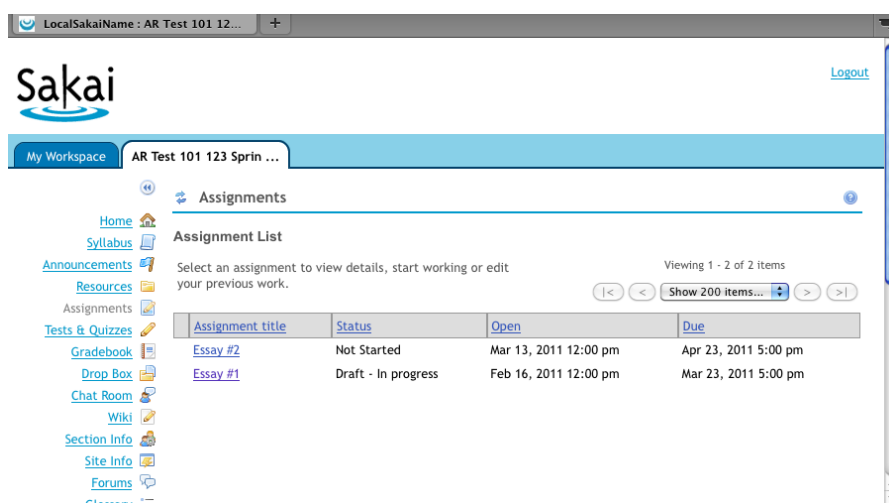 LocalSakaiName : AR Test 101 12...
Sakai
Logout
My Workspace
AR Test 101 123 Sprin ...
Home
Syllabus
Announcements
Resources
Assignments
Tests & Quizzes
Gradebook
Drop Box
Chat Room
Wiki
Section Info
Site Info
Forums
Glossary
Assignments
Assignment List
Select an assignment to view details, start working or edit
your previous work.
Viewing 1 - 2 of 2 items
|< < Show 200 items... > >|
Assignment title Status Open Due
Essay #2 Not Started Mar 13, 2011 12:00 pm Apr 23, 2011 5:00 pm
Essay #1 Draft - In progress Feb 16, 2011 12:00 pm Mar 23, 2011 5:00 pm